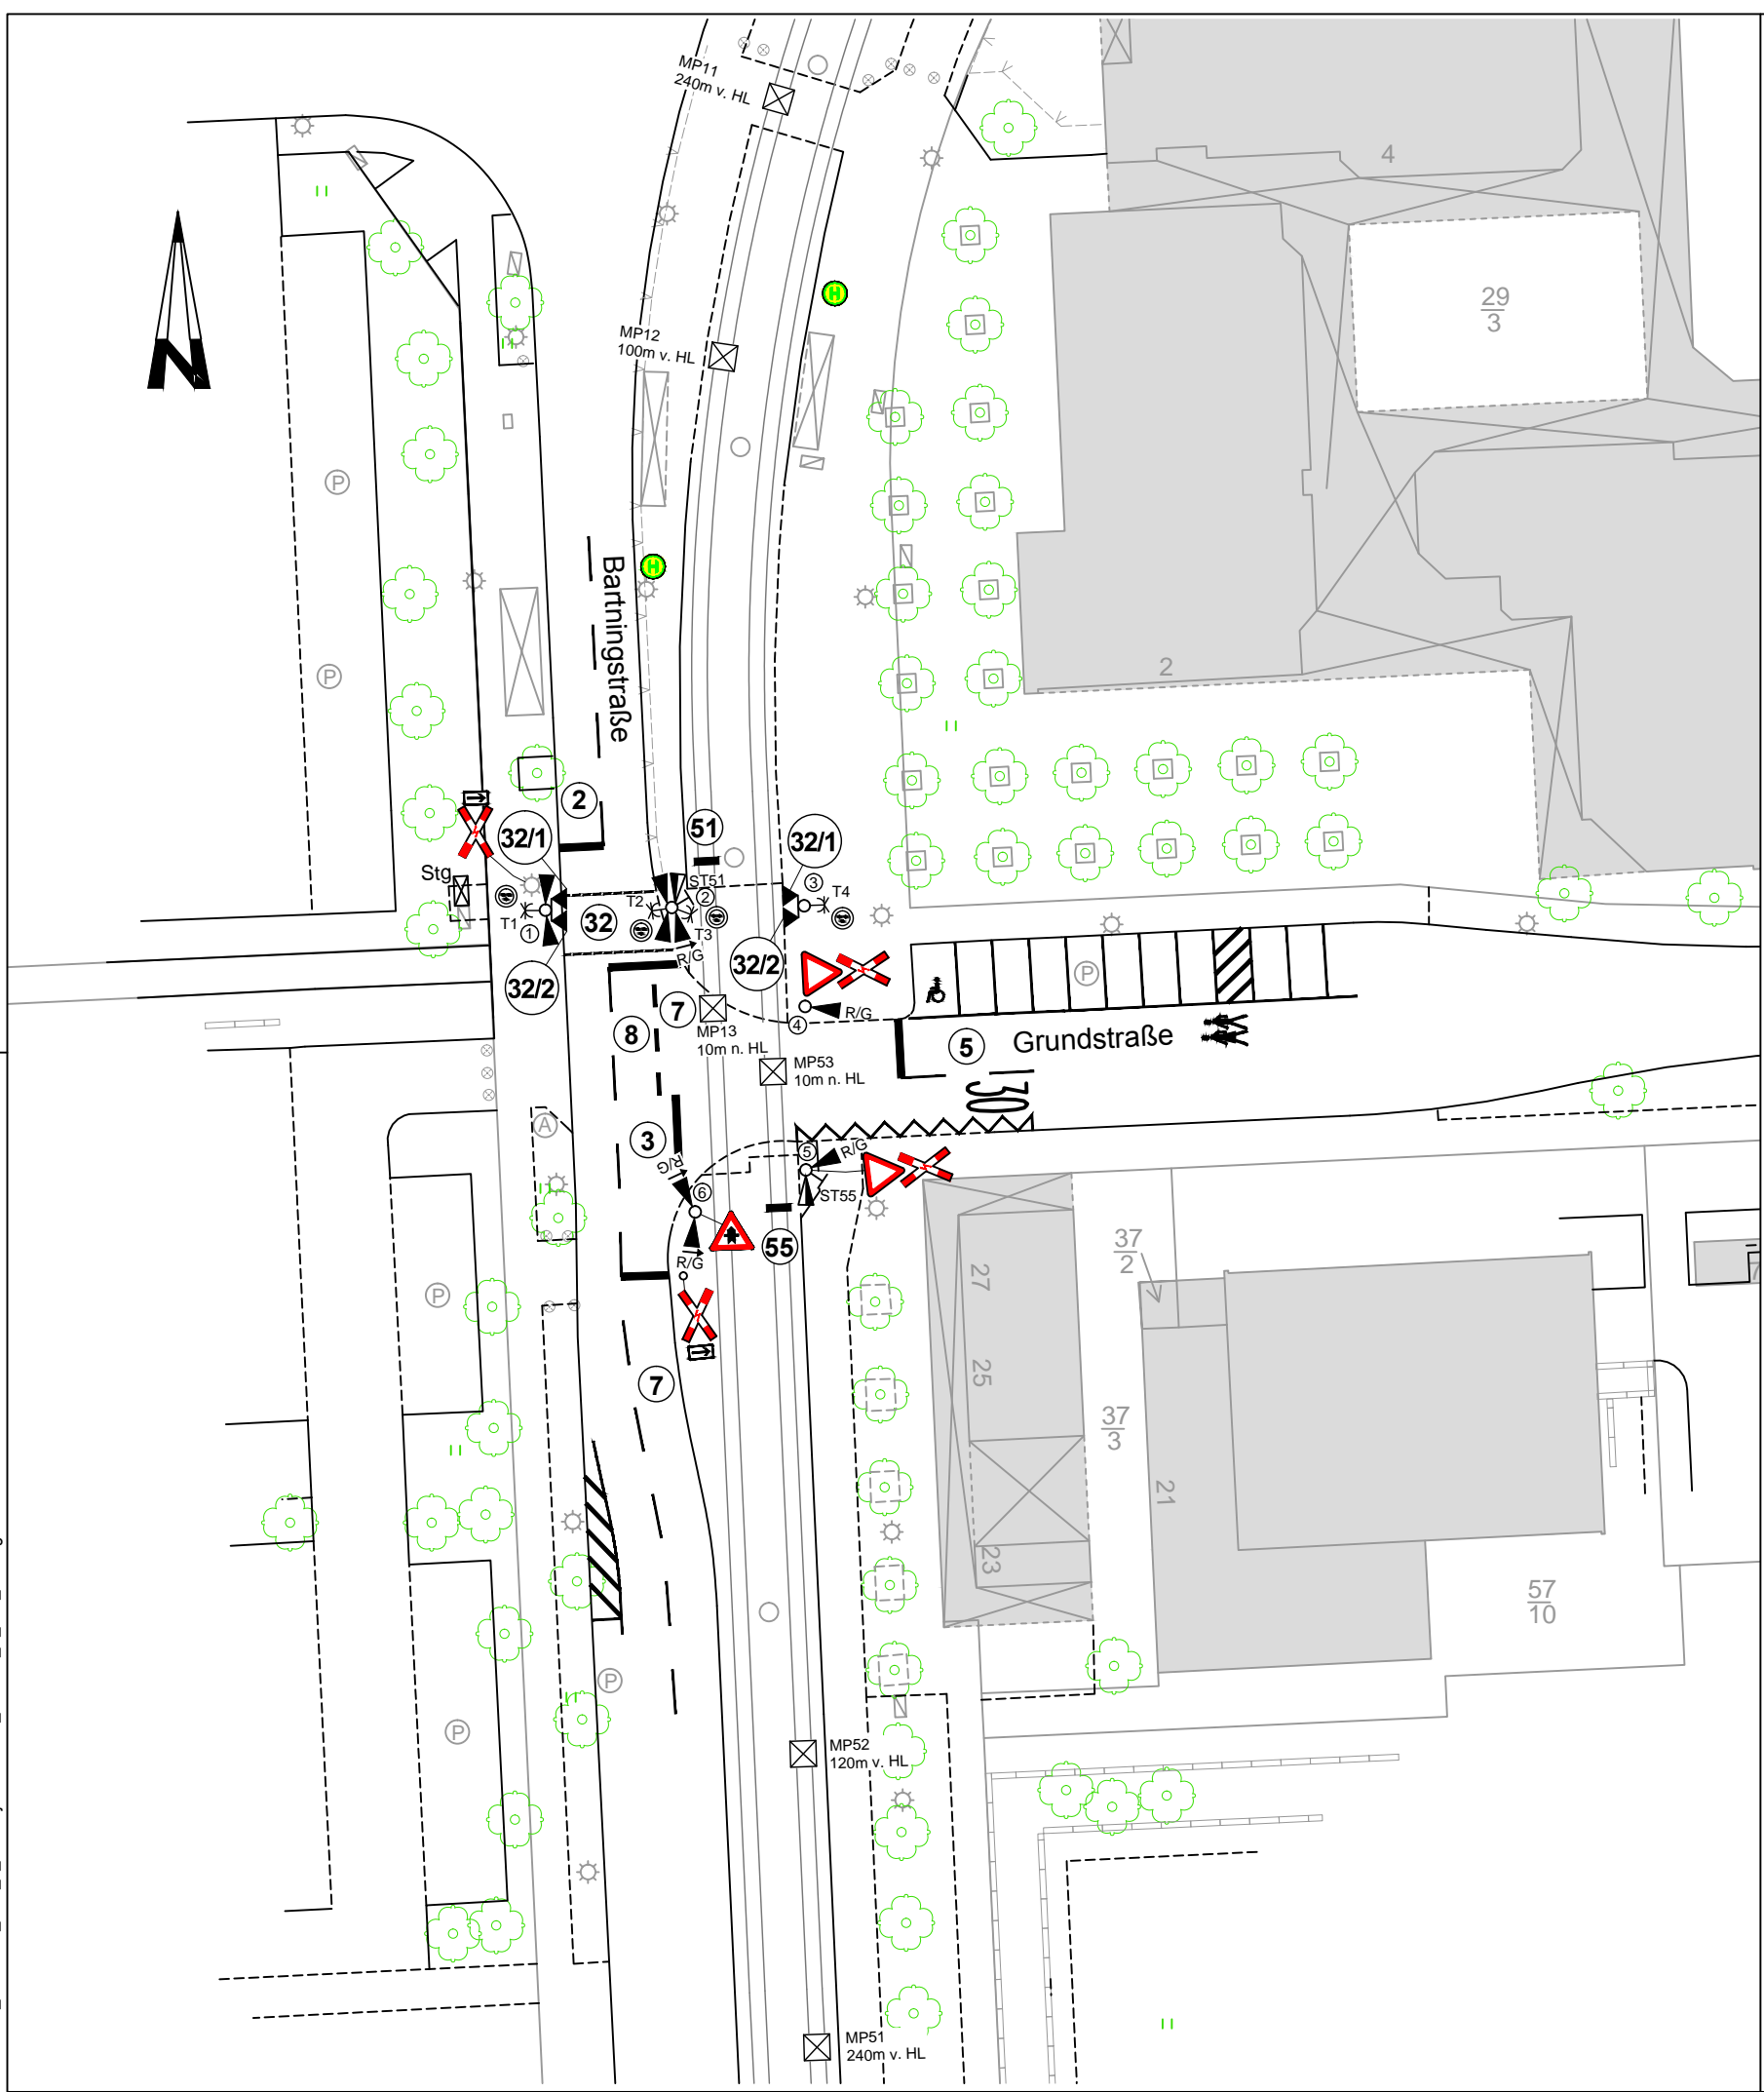 MP11
240m v. HL
4
29
3
H
MP12
100m v. HL
P
H
Bartningstraße
P
2
2
51
32/1
32/1
Stg
ST51
3
T4
2
T2
T1
1
32
T3
R/G
32/2
32/2
P
R/G
7
8
4
MP13
10m n. HL
5
Grundstraße
MP53
10m n. HL
30
A
3
5
R/G
R/G
6
ST55
55
R/G
37
2
27
P
7
25
37
3
7
21
23
57
10
P
P
MP52
120m v. HL
MP51
240m v. HL
N